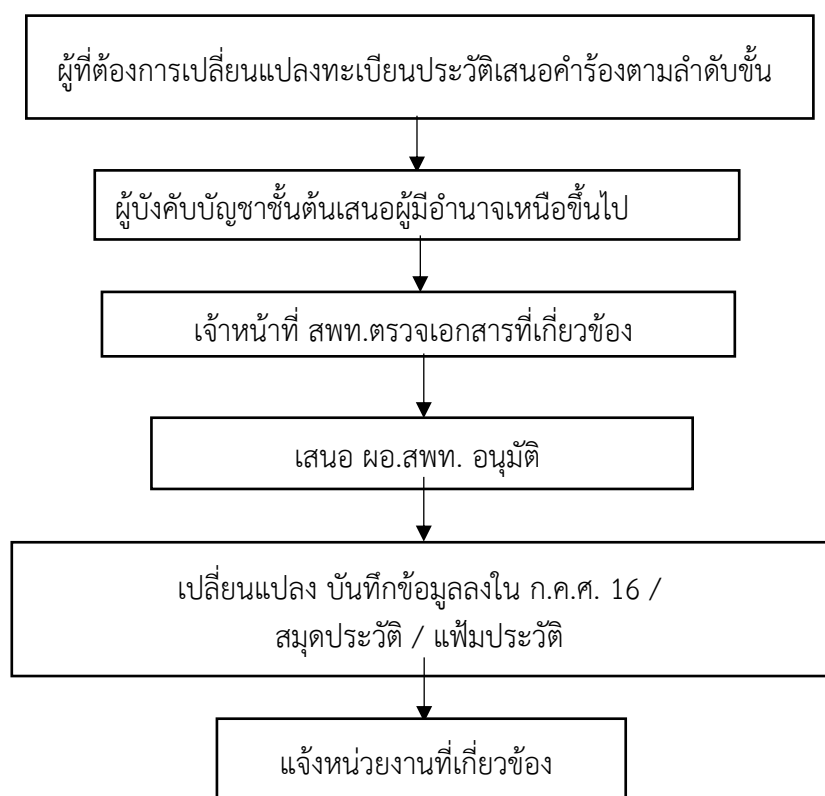 ผู้ที่ต้องการเปลี่ยนแปลงทะเบียนประวัติเสนอคำร้องตามลำดับขั้น
ผู้บังคับบัญชาชั้นต้นเสนอผู้มีอำนาจเหนือขึ้นไป
เจ้าหน้าที่ สพท.ตรวจเอกสารที่เกี่ยวข้อง
เสนอ ผอ.สพท. อนุมัติ
เปลี่ยนแปลง บันทึกข้อมูลลงใน ก.ค.ศ. 16 /
สมุดประวัติ / แฟ้มประวัติ
แจ้งหน่วยงานที่เกี่ยวข้อง